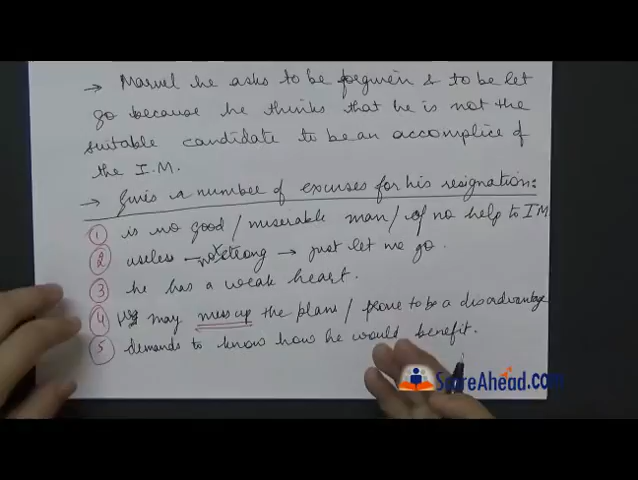 → Marvel he asks to be forgiven & to be let
go because he thinks that he is not the
suitable candidate to be an accomplice of
the I.M.
→ Gives a number of excuses for his resignation:
① is no good / miserable man / of no help to IM
② useless → not strong → just let me go.
③ he has a weak heart.
④ may mess up the plans / prove to be a disadvantage
⑤ demands to know how he would benefit.
ScoreAhead.com